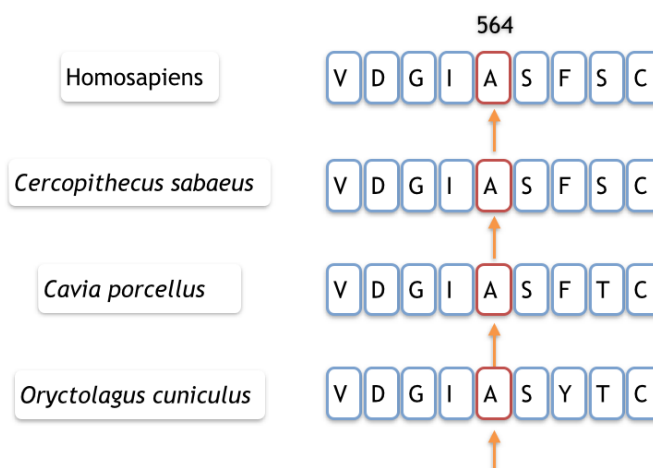 564
Homosapiens V D G I A S F S C
Cercopithecus sabaeus V D G I A S F S C
Cavia porcellus V D G I A S F T C
Oryctolagus cuniculus V D G I A S Y T C